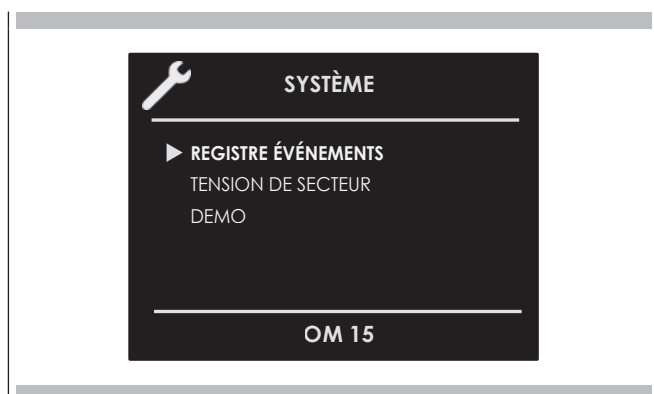 SYSTÈME
REGISTRE ÉVÉNEMENTS
TENSION DE SECTEUR
DEMO
OM 15